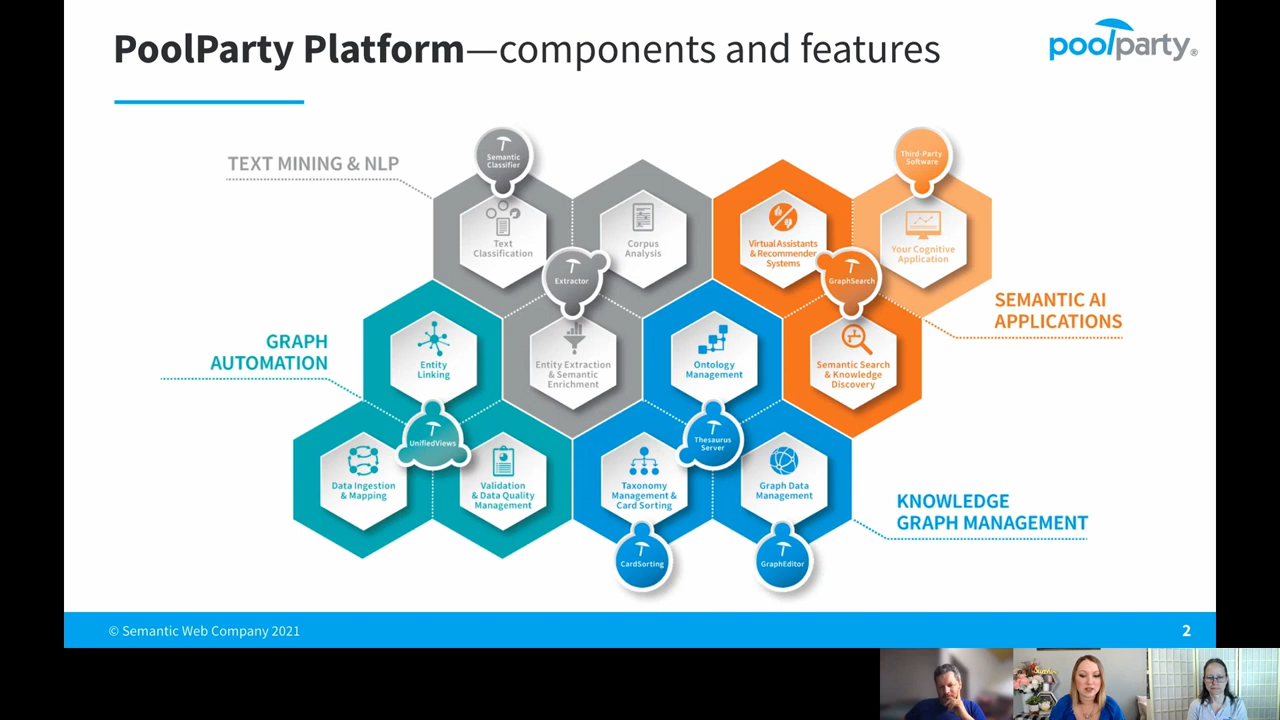 PoolParty Platform—components and features
poolparty®
TEXT MINING & NLP
Semantic
Classifier
Third-Party
Software
Text
Classification
Corpus
Analysis
Virtual Assistants
& Recommender
Systems
Your Cognitive
Application
Extractor
GraphSearch
SEMANTIC AI
APPLICATIONS
GRAPH
AUTOMATION
Entity
Linking
Entity Extraction
& Semantic
Enrichment
Ontology
Management
Semantic Search
& Knowledge
Discovery
UnifiedViews
Thesaurus
Server
Data Ingestion
& Mapping
Validation
& Data Quality
Management
Taxonomy
Management &
Card Sorting
Graph Data
Management
KNOWLEDGE
GRAPH MANAGEMENT
CardSorting
GraphEditor
© Semantic Web Company 2021
2